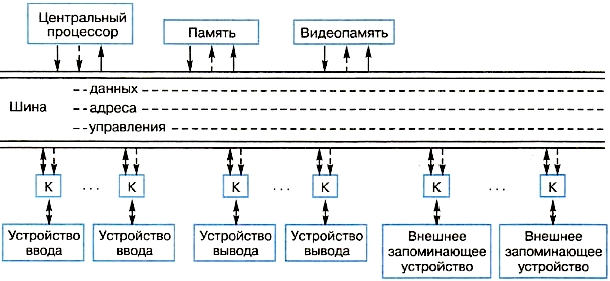 Центральный
процессор
Память
Видеопамять
Шина
данных
адреса
управления
К
...
К
К
...
К
К
...
К
Устройство
ввода
Устройство
ввода
Устройство
вывода
Устройство
вывода
Внешнее
запоминающее
устройство
Внешнее
запоминающее
устройство